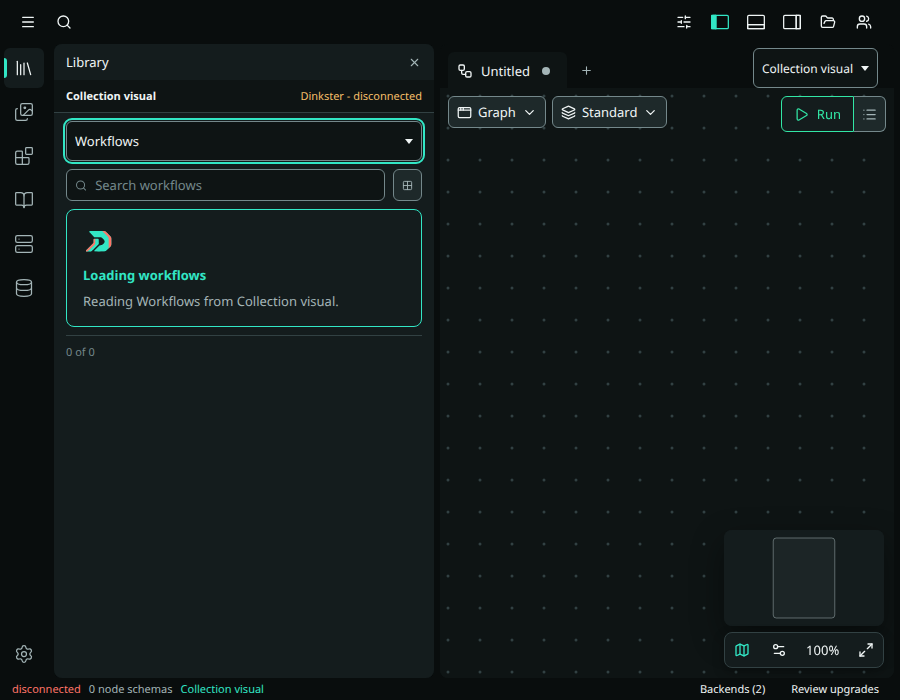 Library
Collection visual
Dinkster - disconnected
Workflows
Search workflows
Loading workflows
Reading Workflows from Collection visual.
0 of 0
Untitled
Collection visual
Graph
Standard
Run
100%
disconnected
0 node schemas
Collection visual
Backends (2)
Review upgrades